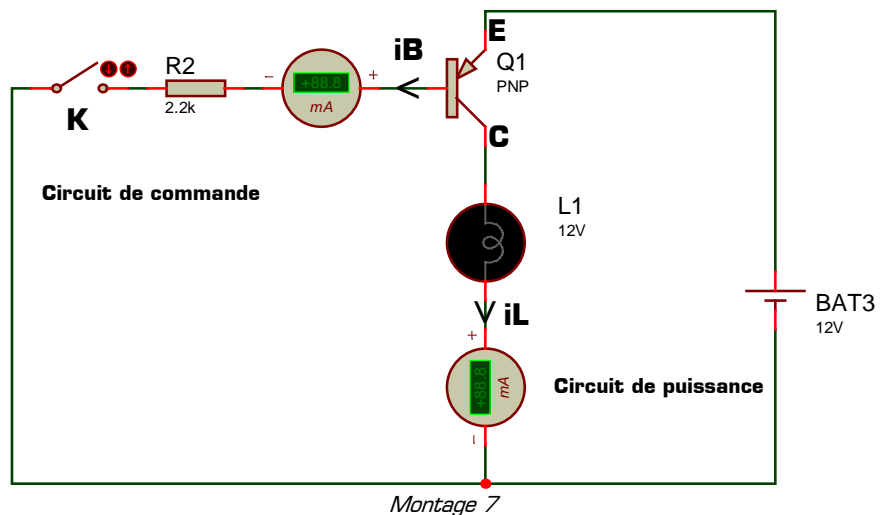 E
iB
Q1
PNP
R2
2.2k
K
- +88.8 +
mA
C
Circuit de commande
L1
12V
iL
BAT3
12V
+
+88.8
mA
-
Circuit de puissance
Montage 7